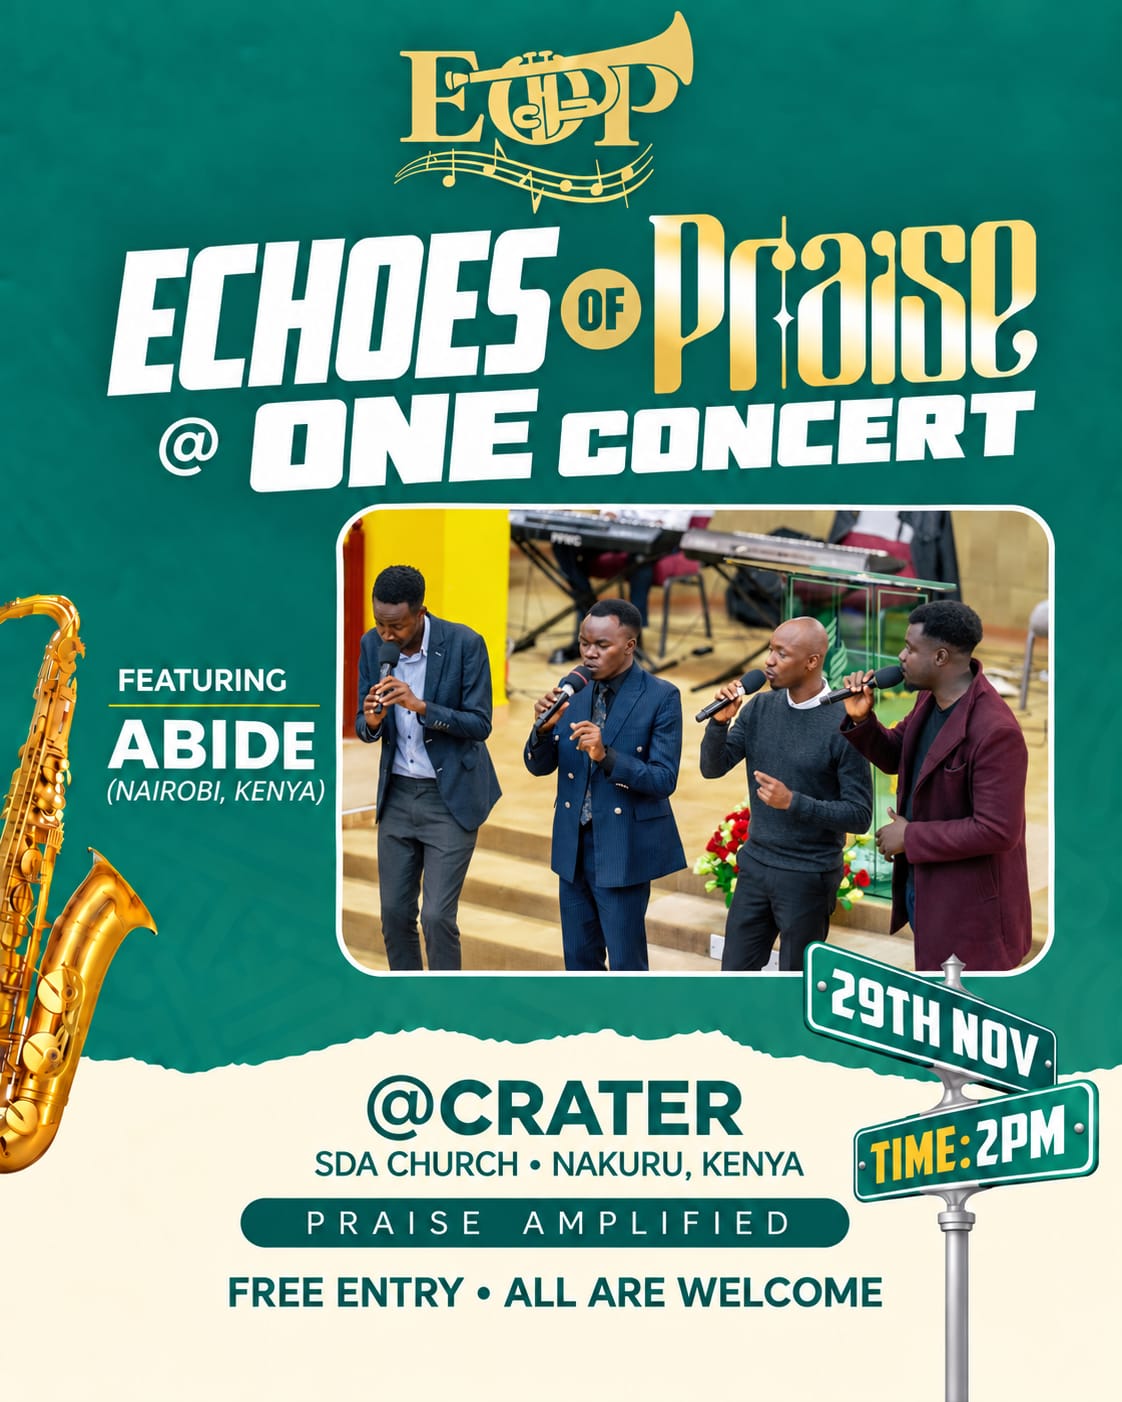 EOP
ECHOES OF Praise
@ ONE CONCERT
FEATURING
ABIDE
(NAIROBI, KENYA)
29TH NOV
TIME: 2PM
@CRATER
SDA CHURCH • NAKURU, KENYA
PRAISE AMPLIFIED
FREE ENTRY • ALL ARE WELCOME